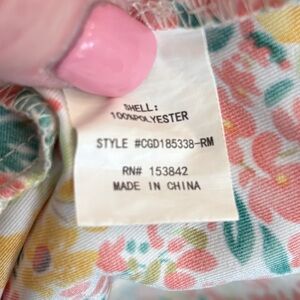 SHELL:
100%POLYESTER
STYLE #CGD185338-RM
RN# 153842
MADE IN CHINA